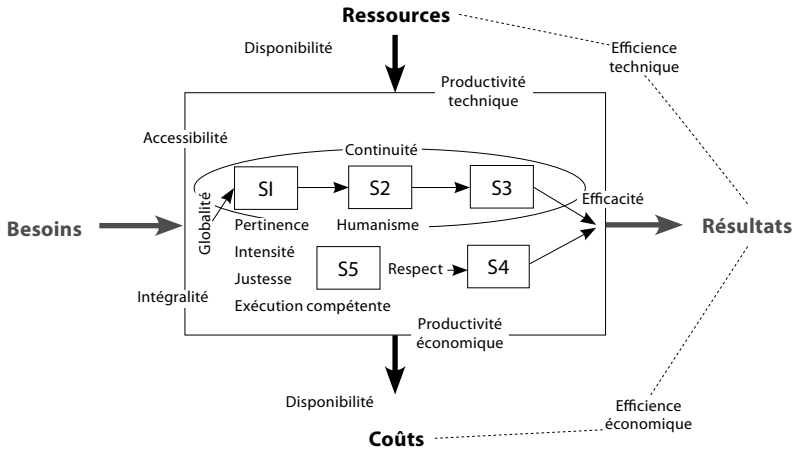 Ressources
Disponibilité
Efficience
technique
Productivité
technique
Accessibilité
Continuité
SI
S2
S3
Efficacité
Globalité
Besoins
Pertinence
Humanisme
Résultats
Intensité
S5
Respect
S4
Justesse
Intégralité
Exécution compétente
Productivité
économique
Disponibilité
Efficience
économique
Coûts